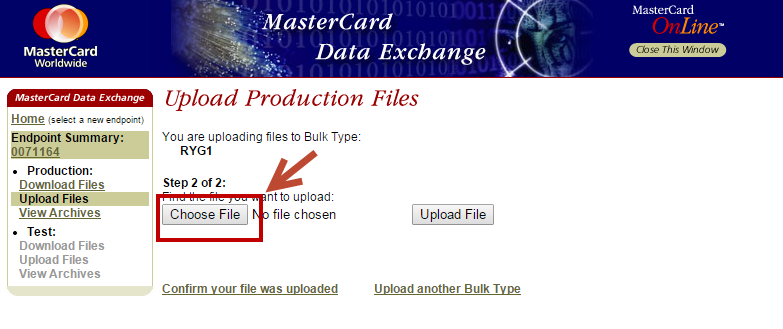 MasterCard
Worldwide
MasterCard
Data Exchange
MasterCard
OnLine™
Close This Window
MasterCard Data Exchange
Home (select a new endpoint)
Endpoint Summary:
0071164
• Production:
Download Files
Upload Files
View Archives
• Test:
Download Files
Upload Files
View Archives
Upload Production Files
You are uploading files to Bulk Type:
RYG1
Step 2 of 2:
Find the file you want to upload:
Choose File No file chosen Upload File
Confirm your file was uploaded Upload another Bulk Type